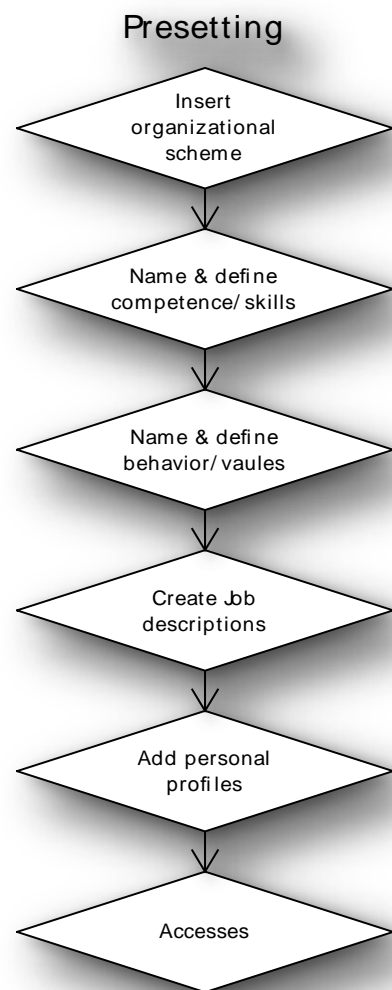 Presetting
Insert
organizational
scheme
Name & define
competence/ skills
Name & define
behavior/ vaules
Create Job
descriptions
Add personal
profiles
Accesses